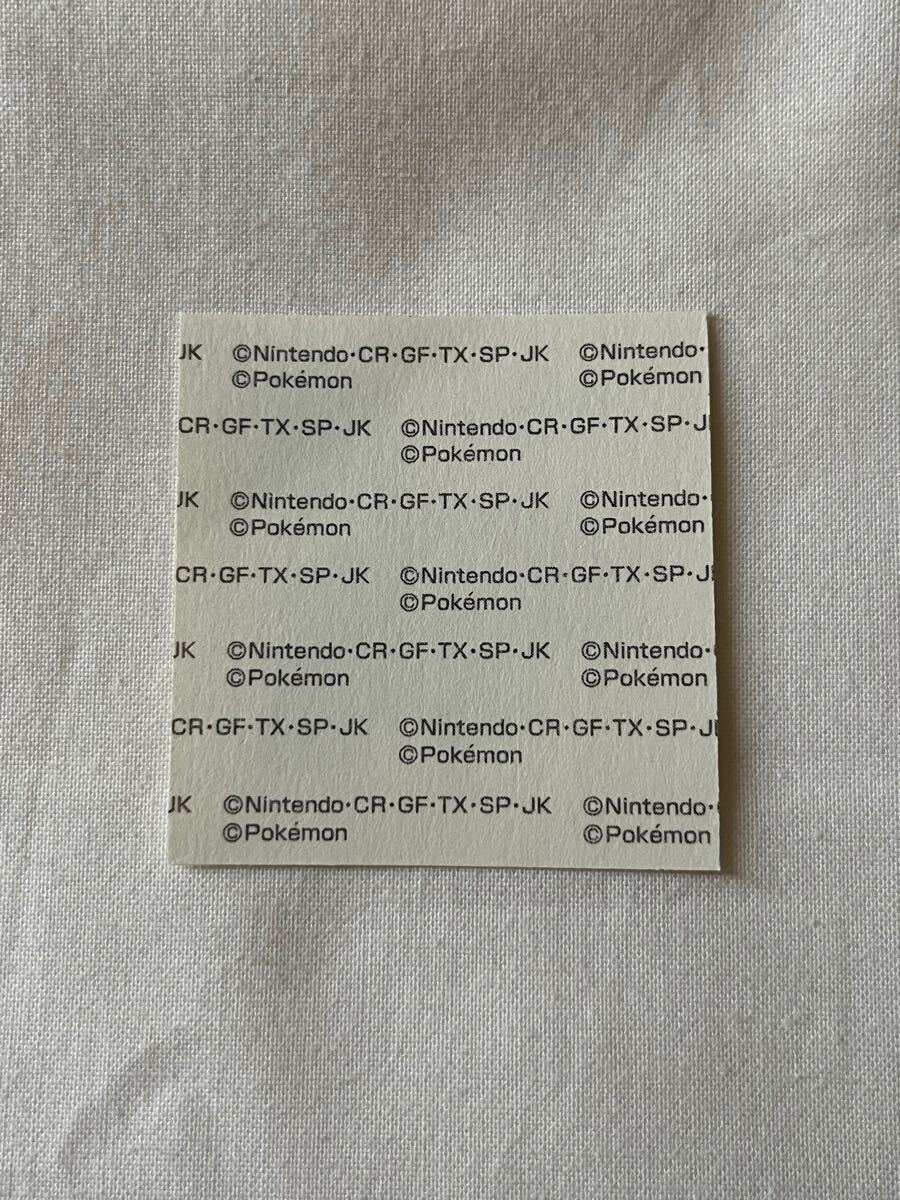 JK ©Nintendo・CR・GF・TX・SP・JK ©Nintendo・
©Pokémon ©Pokémon
CR・GF・TX・SP・JK ©Nintendo・CR・GF・TX・SP・J
©Pokémon
JK ©Nintendo・CR・GF・TX・SP・JK ©Nintendo・
©Pokémon ©Pokémon
CR・GF・TX・SP・JK ©Nintendo・CR・GF・TX・SP・J
©Pokémon
JK ©Nintendo・CR・GF・TX・SP・JK ©Nintendo・
©Pokémon ©Pokémon
CR・GF・TX・SP・JK ©Nintendo・CR・GF・TX・SP・J
©Pokémon
JK ©Nintendo・CR・GF・TX・SP・JK ©Nintendo・
©Pokémon ©Pokémon